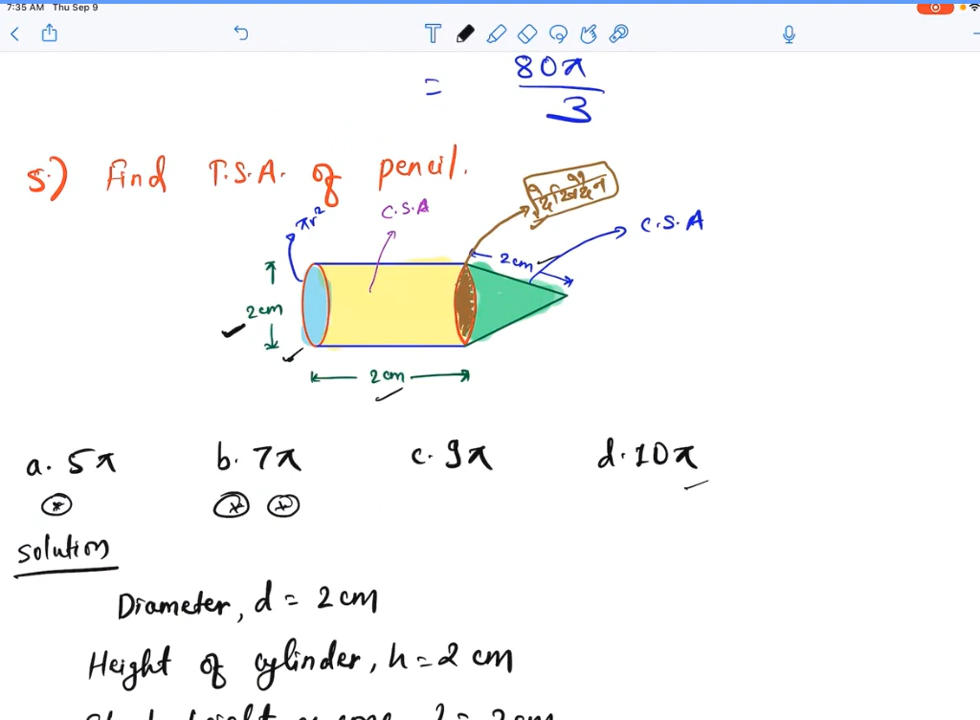 7:35 AM Thu Sep 9
T
= 80π
3
5.) Find T.S.A. of pencil.
πr²
C.S.A
C.S.A
2cm
2cm
2 cm
a. 5π b. 7π c. 9π d. 10π
Solution
Diameter, d = 2cm
Height of cylinder, h = 2 cm